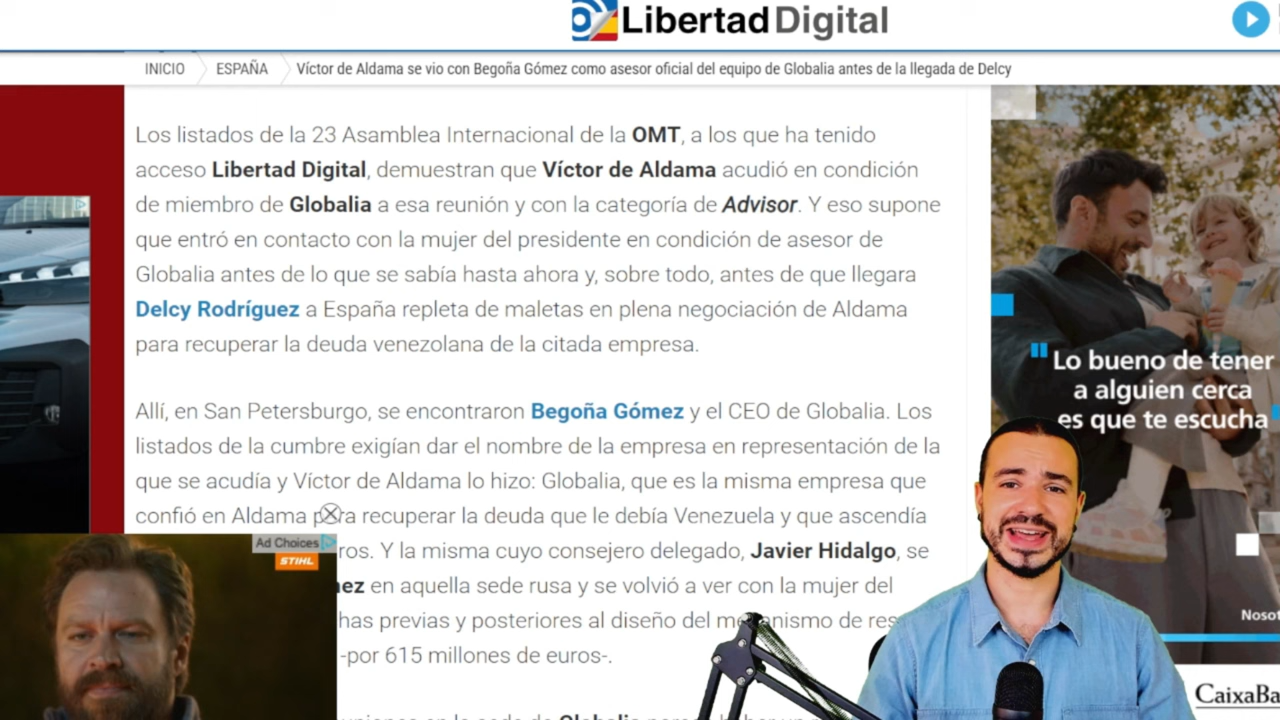 Libertad Digital
INICIO
ESPAÑA
Víctor de Aldama se vio con Begoña Gómez como asesor oficial del equipo de Globalia antes de la llegada de Delcy
Los listados de la 23 Asamblea Internacional de la OMT, a los que ha tenido
acceso Libertad Digital, demuestran que Víctor de Aldama acudió en condición
de miembro de Globalia a esa reunión y con la categoría de Advisor. Y eso supone
que entró en contacto con la mujer del presidente en condición de asesor de
Globalia antes de lo que se sabía hasta ahora y, sobre todo, antes de que llegara
Delcy Rodríguez a España repleta de maletas en plena negociación de Aldama
para recuperar la deuda venezolana de la citada empresa.
Allí, en San Petersburgo, se encontraron Begoña Gómez y el CEO de Globalia. Los
listados de la cumbre exigían dar el nombre de la empresa en representación de la
que se acudía y Víctor de Aldama lo hizo: Globalia, que es la misma empresa que
confió en Aldama recuperar la deuda que le debía Venezuela y que ascendía
ros. Y la misma cuyo consejero delegado, Javier Hidalgo, se
ez en aquella sede rusa y se volvió a ver con la mujer del
has previas y posteriores al diseño del de
-por 615 millones de euros-.
en la sede de Globalia
Ad Choices
STIHL
"Lo bueno de tener
a alguien cerca
es que te escucha
Nosot
CaixaBa